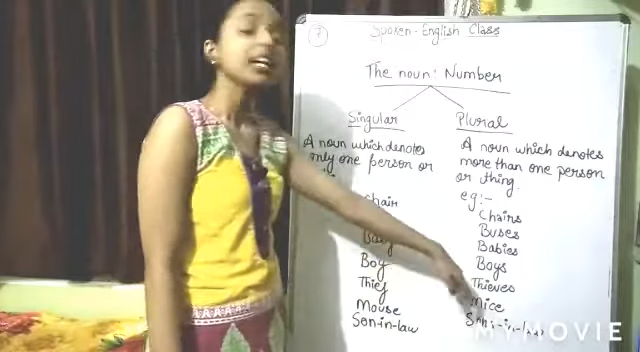 7
Spoken-English Class
The noun: Number
Singular
A noun which denotes
only one person or
Chair
Boy
Thief
Mouse
Son-in-law
Plural
A noun which denotes
more than one person
or thing.
eg:-
Chairs
Buses
Babies
Boys
Thieves
Mice
MYMOVIE